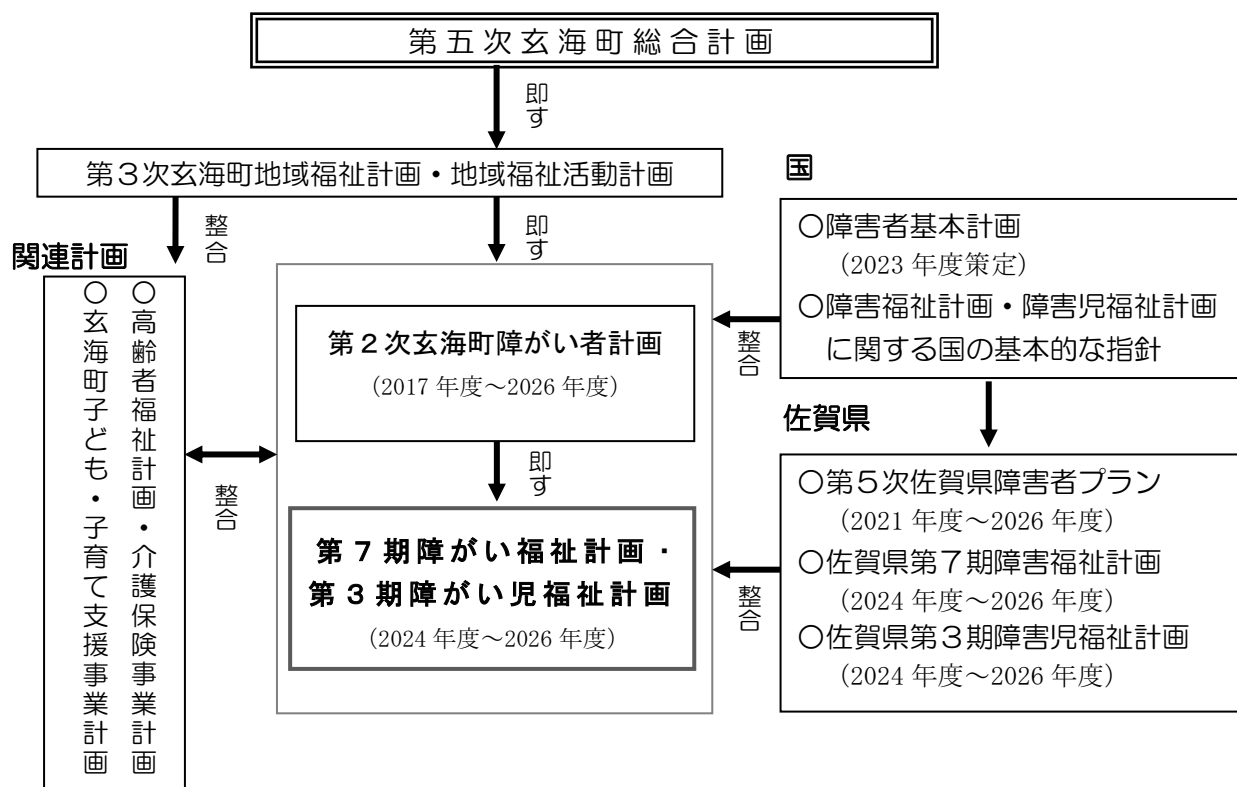 第五次玄海町総合計画
即す
第３次玄海町地域福祉計画・地域福祉活動計画
整合
即す
国
○障害者基本計画
（2023 年度策定）
○障害福祉計画・障害児福祉計画
に関する国の基本的な指針
関連計画
○高齢者福祉計画・介護保険事業計画
○玄海町子ども・子育て支援事業計画
整合
第２次玄海町障がい者計画
（2017 年度～2026 年度）
整合
即す
第７期障がい福祉計画・
第３期障がい児福祉計画
（2024 年度～2026 年度）
整合
佐賀県
○第５次佐賀県障害者プラン
（2021 年度～2026 年度）
○佐賀県第７期障害福祉計画
（2024 年度～2026 年度）
○佐賀県第３期障害児福祉計画
（2024 年度～2026 年度）